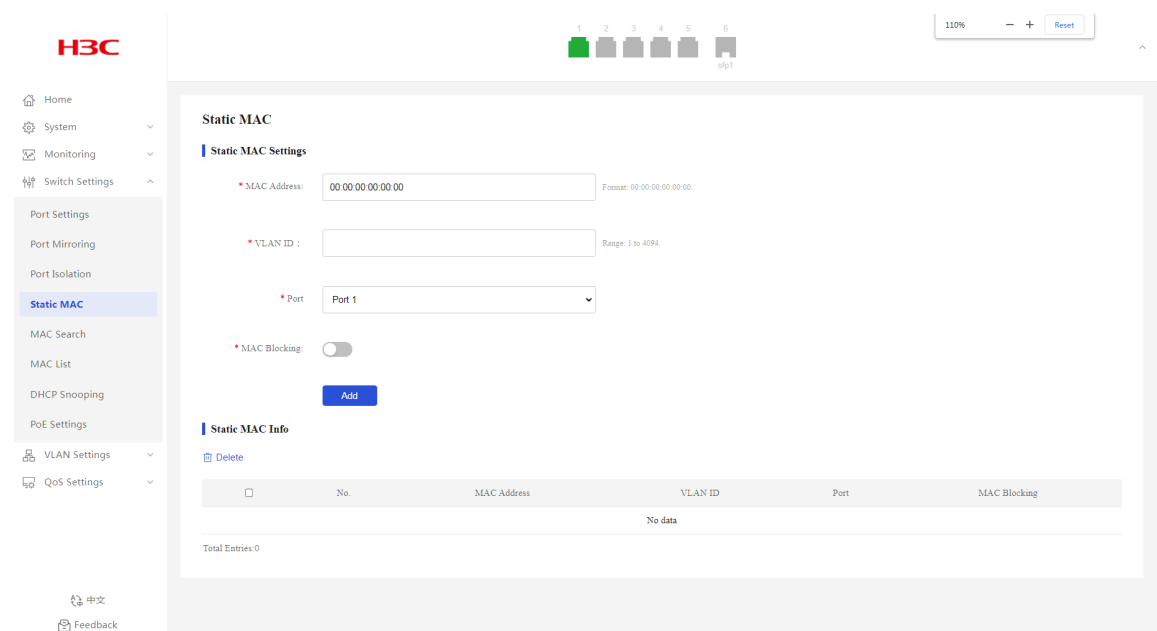 H3C
1 2 3 4 5 6
sfp1
110% − + Reset
Home
System
Monitoring
Switch Settings
Port Settings
Port Mirroring
Port Isolation
Static MAC
MAC Search
MAC List
DHCP Snooping
PoE Settings
VLAN Settings
QoS Settings
中文
Feedback
Static MAC
Static MAC Settings
* MAC Address: 00:00:00:00:00:00 Format: 00:00:00:00:00:00.
* VLAN ID : Range: 1 to 4094.
* Port Port 1
* MAC Blocking:
Add
Static MAC Info
Delete
No. MAC Address VLAN ID Port MAC Blocking
No data
Total Entries:0